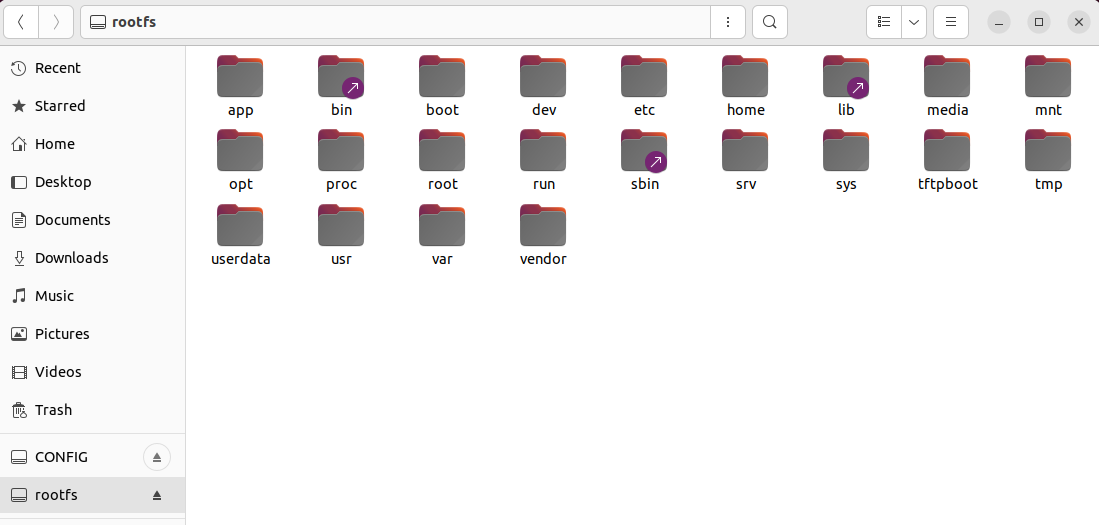 rootfs
Recent
Starred
Home
Desktop
Documents
Downloads
Music
Pictures
Videos
Trash
CONFIG
rootfs
app bin boot dev etc home lib media mnt
opt proc root run sbin srv sys tftpboot tmp
userdata usr var vendor